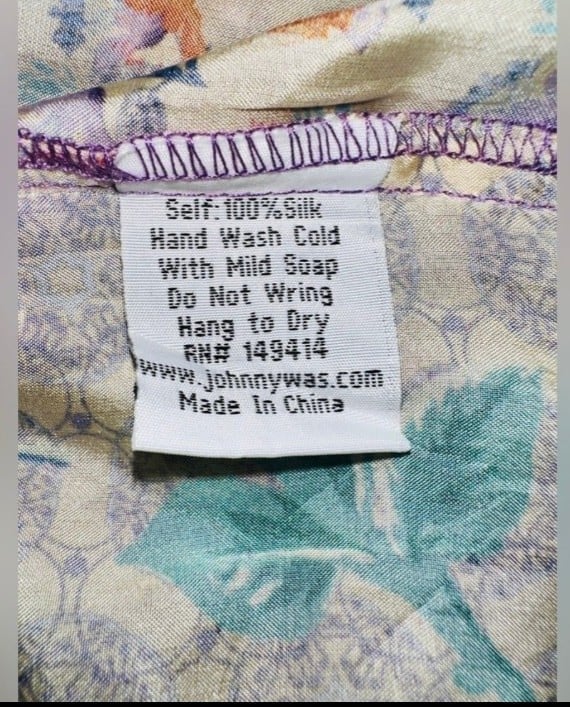 Self:100%Silk
Hand Wash Cold
With Mild Soap
Do Not Wring
Hang to Dry
RN# 149414
www.johnnywas.com
Made In China